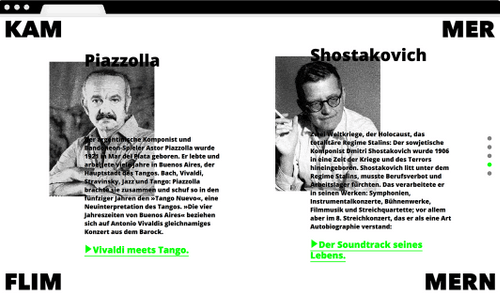 KAM
MER
Piazzolla
Der argentinische Komponist und
Bandoneon-Spieler Astor Piazzolla wurde
1921 in Mar del Plata geboren. Er lebte und
arbeitete viele Jahre in Buenos Aires, der
Hauptstadt des Tangos. Bach, Vivaldi,
Stravinsky, Jazz und Tango: Piazzolla
brachte sie zusammen und schuf so in den
fünfziger Jahren den »Tango Nuevo«, eine
Neuinterpretation des Tangos. »Die vier
Jahreszeiten von Buenos Aires« beziehen
sich auf Antonio Vivaldis gleichnamiges
Konzert aus dem Barock.
Vivaldi meets Tango.
Shostakovich
Zwei Weltkriege, der Holocaust, das
totalitäre Regime Stalins: Der sowjetische
Komponist Dmitri Shostakovich wurde 1906
in eine Zeit der Kriege und des Terrors
hineingeboren. Shostakovich litt unter dem
Regime Stalins, musste Berufsverbot und
Arbeitslager fürchten. Das verarbeitete er
in seinen Werken: Symphonien,
Instrumentalkonzerte, Bühnenwerke,
Filmmusik und Streichquartette; vor allem
aber im 8. Streichkonzert, das er als eine Art
Autobiographie verstand:
Der Soundtrack seines
Lebens.
FLIM
MERN